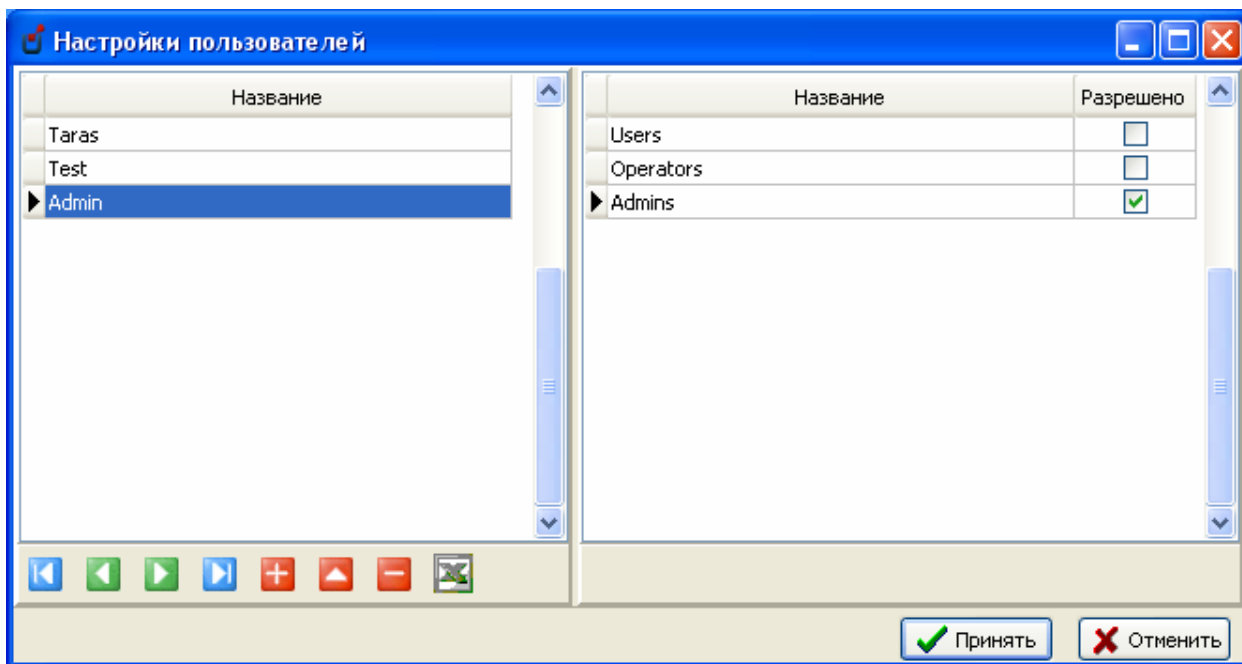 Настройки пользователей
Название
Taras
Test
Admin
Название Разрешено
Users
Operators
Admins
Принять Отменить